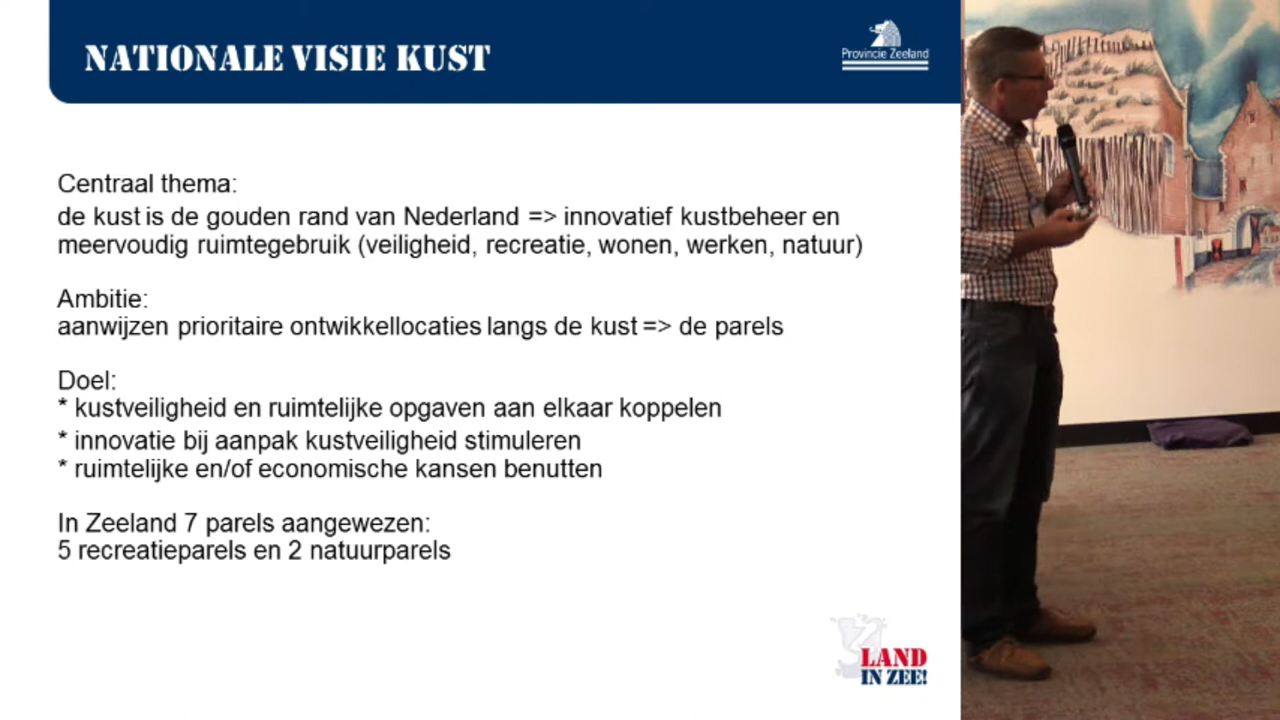 NATIONALE VISIE KUST
Provincie Zeeland
Centraal thema:
de kust is de gouden rand van Nederland => innovatief kustbeheer en
meervoudig ruimtegebruik (veiligheid, recreatie, wonen, werken, natuur)
Ambitie:
aanwijzen prioritaire ontwikkellocaties langs de kust => de parels
Doel:
* kustveiligheid en ruimtelijke opgaven aan elkaar koppelen
* innovatie bij aanpak kustveiligheid stimuleren
* ruimtelijke en/of economische kansen benutten
In Zeeland 7 parels aangewezen:
5 recreatieparels en 2 natuurparels
LAND
IN ZEE!